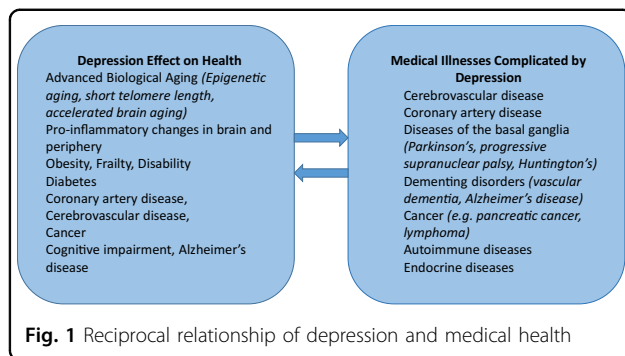 Depression Effect on Health
Advanced Biological Aging (Epigenetic
aging, short telomere length,
accelerated brain aging)
Pro-inflammatory changes in brain and
periphery
Obesity, Frailty, Disability
Diabetes
Coronary artery disease,
Cerebrovascular disease,
Cancer
Cognitive impairment, Alzheimer's
disease
Medical Illnesses Complicated by
Depression
Cerebrovascular disease
Coronary artery disease
Diseases of the basal ganglia
(Parkinson's, progressive
supranuclear palsy, Huntington's)
Dementing disorders (vascular
dementia, Alzheimer's disease)
Cancer (e.g. pancreatic cancer,
lymphoma)
Autoimmune diseases
Endocrine diseases
Fig. 1 Reciprocal relationship of depression and medical health